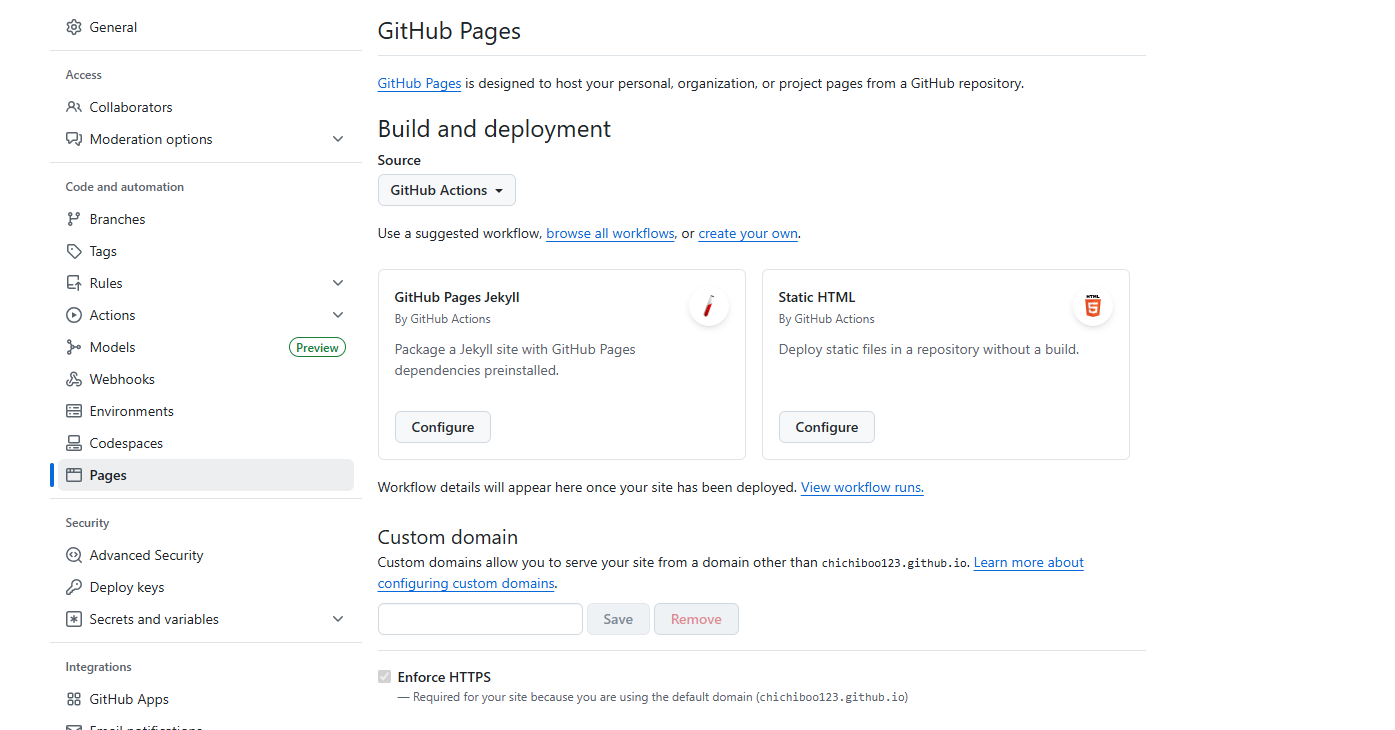 General
Access
Collaborators
Moderation options
Code and automation
Branches
Tags
Rules
Actions
Models
Preview
Webhooks
Environments
Codespaces
Pages
Security
Advanced Security
Deploy keys
Secrets and variables
Integrations
GitHub Apps
Email notifications
GitHub Pages
GitHub Pages is designed to host your personal, organization, or project pages from a GitHub repository.
Build and deployment
Source
GitHub Actions
Use a suggested workflow, browse all workflows, or create your own.
GitHub Pages Jekyll
By GitHub Actions
Package a Jekyll site with GitHub Pages
dependencies preinstalled.
Configure
Static HTML
HTML
5
By GitHub Actions
Deploy static files in a repository without a build.
Configure
Workflow details will appear here once your site has been deployed. View workflow runs.
Custom domain
Custom domains allow you to serve your site from a domain other than chichiboo123.github.io. Learn more about
configuring custom domains.
Save
Remove
Enforce HTTPS
— Required for your site because you are using the default domain (chichiboo123.github.io)